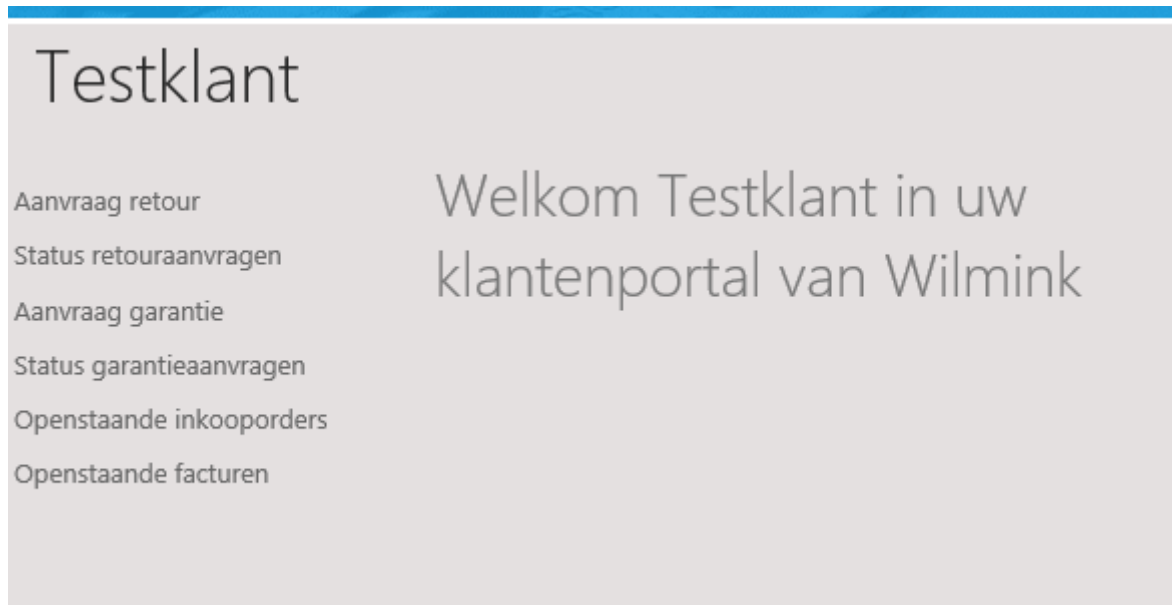 Testklant
Aanvraag retour
Status retouraanvragen
Aanvraag garantie
Status garantieaanvragen
Openstaande inkooporders
Openstaande facturen
Welkom Testklant in uw
klantenportal van Wilmink